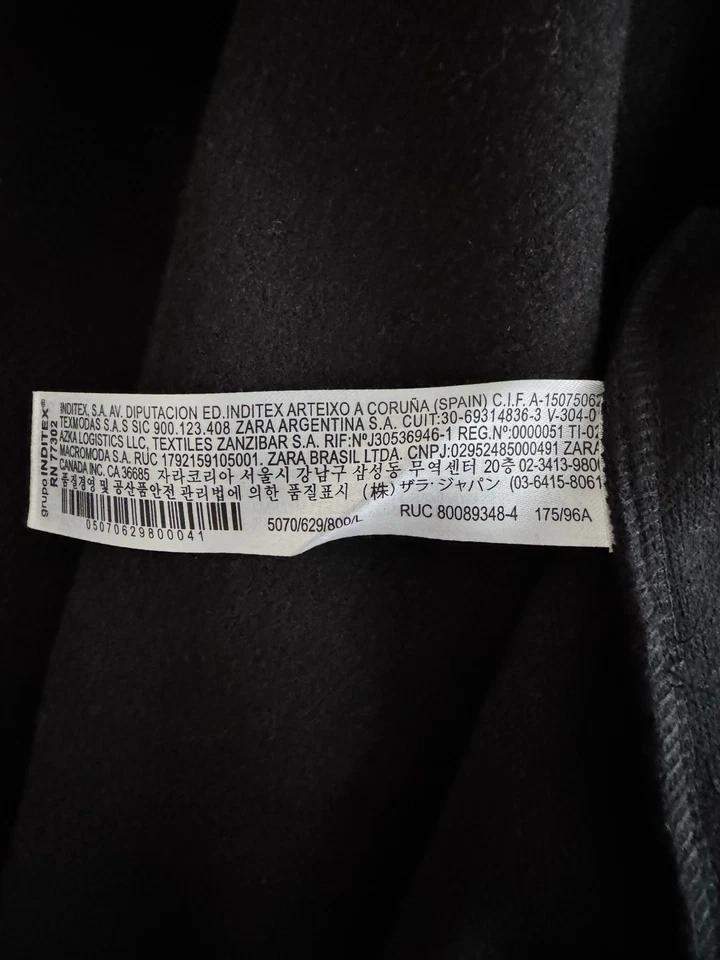 grupo INDITEX®
RN 77302
INDITEX, S.A. AV. DIPUTACION ED.INDITEX ARTEIXO A CORUÑA (SPAIN) C.I.F. A-15075062
TEXMODAS S.A.S SIC 900.123.408 ZARA ARGENTINA S.A. CUIT:30-69314836-3 V-304-0
AZKA LOGISTICS LLC, TEXTILES ZANZIBAR S.A. RIF:NºJ30536946-1 REG.Nº:0000051 TI-02
MACROMODA S.A. RUC 1792159105001. ZARA BRASIL LTDA. CNPJ:02952485000491 ZARA
CANADA INC. CA 36685 자라코리아 서울시 강남구 삼성동 무역센터 20층 02-3413-980
품질경영 및 공산품안전 관리법에 의한 품질표시 (株) ザラ・ジャパン (03-6415-8061
05070629800041
5070/629/800/L RUC 80089348-4 175/96A